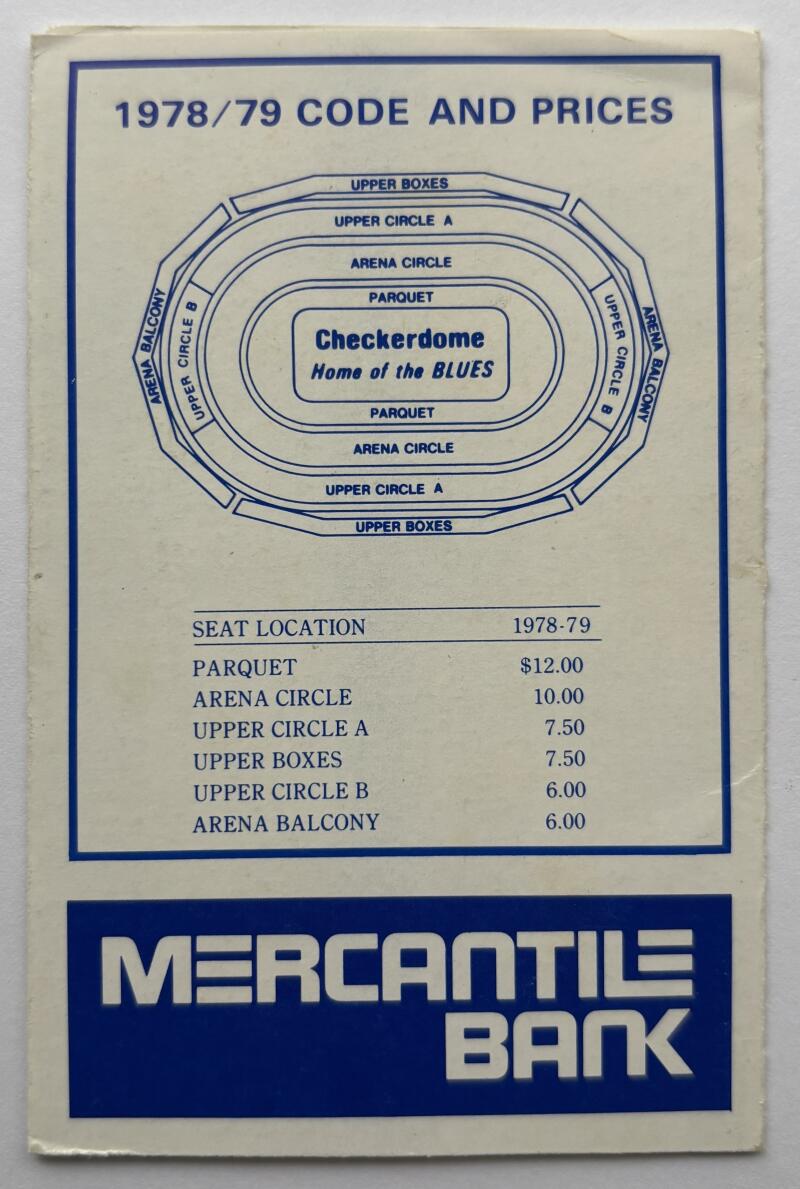 1978/79 CODE AND PRICES
UPPER BOXES
UPPER CIRCLE A
ARENA CIRCLE
PARQUET
Checkerdome
Home of the BLUES
ARENA BALCONY
UPPER CIRCLE B
UPPER CIRCLE B
ARENA BALCONY
PARQUET
ARENA CIRCLE
UPPER CIRCLE A
UPPER BOXES
SEAT LOCATION 1978-79
PARQUET $12.00
ARENA CIRCLE 10.00
UPPER CIRCLE A 7.50
UPPER BOXES 7.50
UPPER CIRCLE B 6.00
ARENA BALCONY 6.00
MERCANTILE
BANK